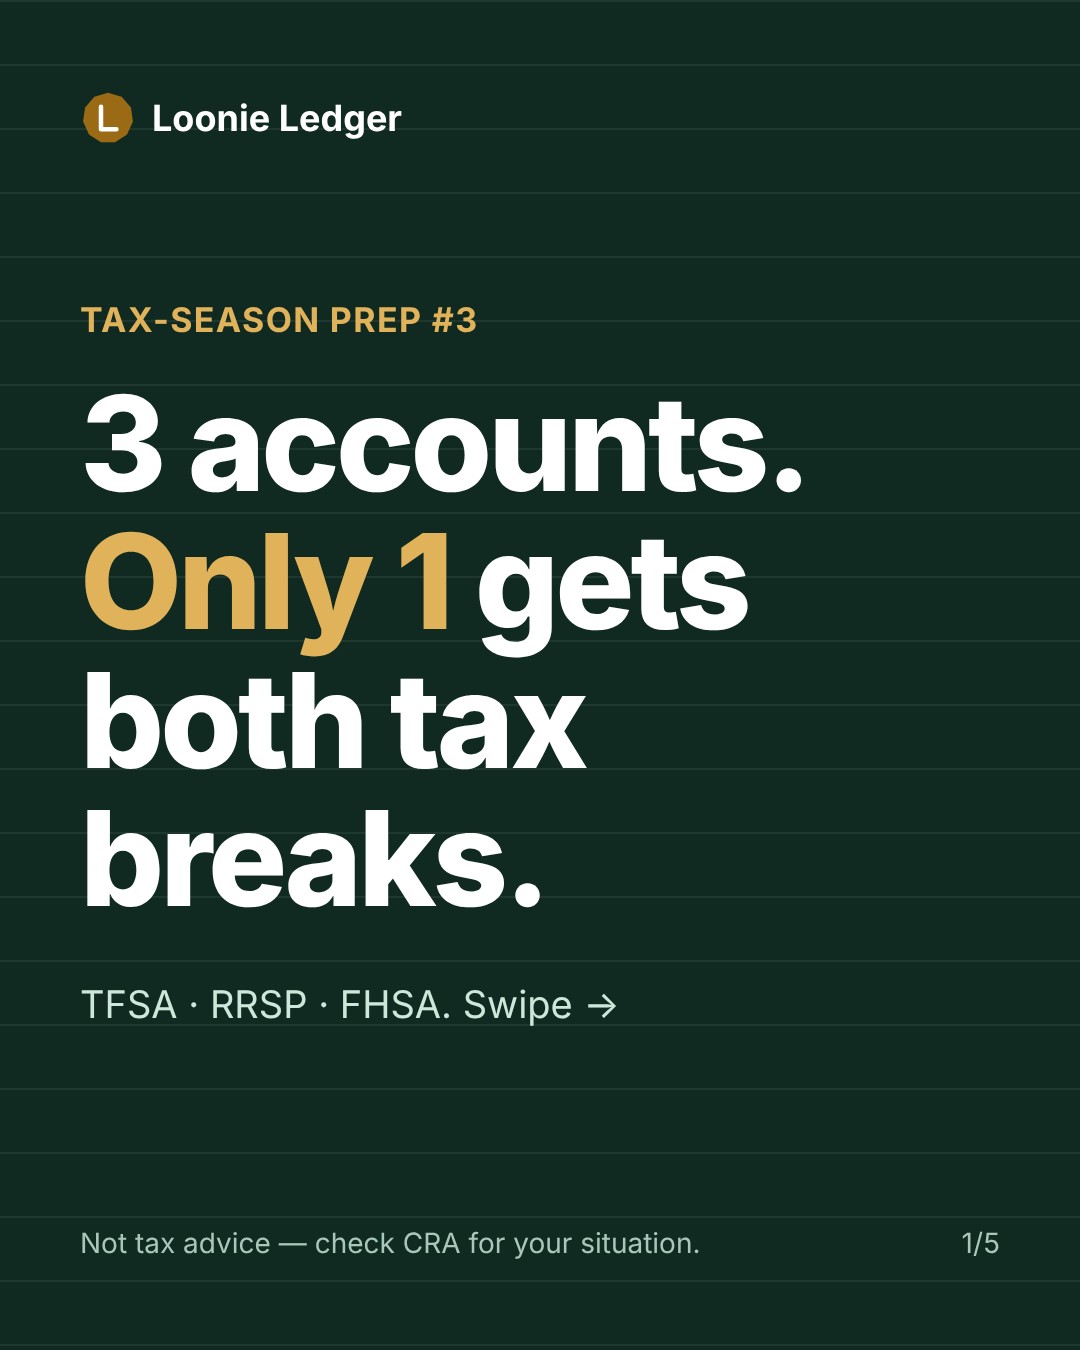 L Loonie Ledger
TAX-SEASON PREP #3
3 accounts.
Only 1 gets
both tax
breaks.
TFSA · RRSP · FHSA. Swipe →
Not tax advice — check CRA for your situation. 1/5